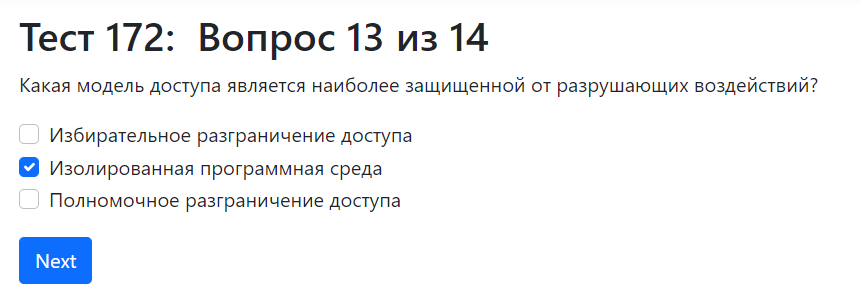 Тест 172: Вопрос 13 из 14
Какая модель доступа является наиболее защищенной от разрушающих воздействий?
Избирательное разграничение доступа
Изолированная программная среда
Полномочное разграничение доступа
Next